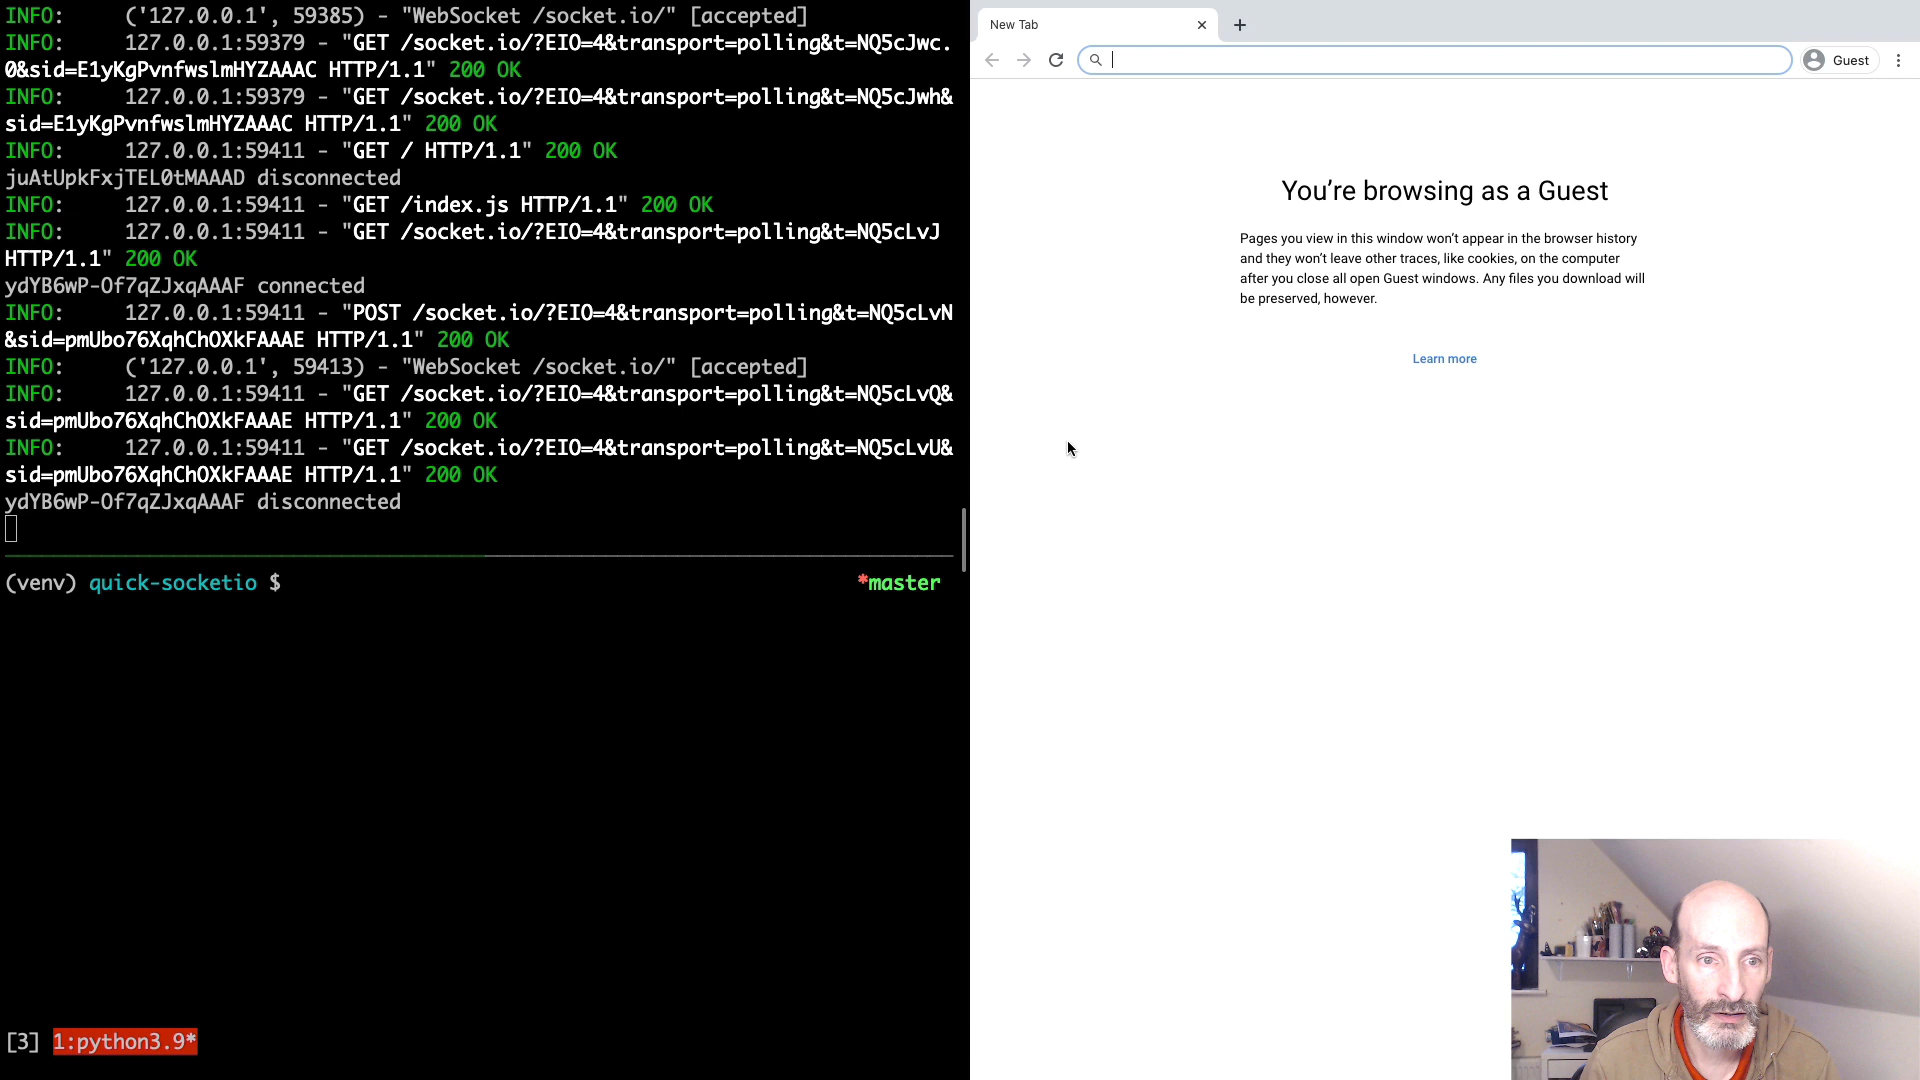 INFO:     ('127.0.0.1', 59385) - "WebSocket /socket.io/" [accepted]
INFO:     127.0.0.1:59379 - "GET /socket.io/?EIO=4&transport=polling&t=NQ5cJwc.
0&sid=E1yKgPvnfwslmHYZAAAC HTTP/1.1" 200 OK
INFO:     127.0.0.1:59379 - "GET /socket.io/?EIO=4&transport=polling&t=NQ5cJwh&
sid=E1yKgPvnfwslmHYZAAAC HTTP/1.1" 200 OK
INFO:     127.0.0.1:59411 - "GET / HTTP/1.1" 200 OK
juAtUpkFxjTEL0tMAAAD disconnected
INFO:     127.0.0.1:59411 - "GET /index.js HTTP/1.1" 200 OK
INFO:     127.0.0.1:59411 - "GET /socket.io/?EIO=4&transport=polling&t=NQ5cLvJ
HTTP/1.1" 200 OK
ydYB6wP-Of7qZJxqAAAF connected
INFO:     127.0.0.1:59411 - "POST /socket.io/?EIO=4&transport=polling&t=NQ5cLvN
&sid=pmUbo76XqhChOXkFAAAE HTTP/1.1" 200 OK
INFO:     ('127.0.0.1', 59413) - "WebSocket /socket.io/" [accepted]
INFO:     127.0.0.1:59411 - "GET /socket.io/?EIO=4&transport=polling&t=NQ5cLvQ&
sid=pmUbo76XqhChOXkFAAAE HTTP/1.1" 200 OK
INFO:     127.0.0.1:59411 - "GET /socket.io/?EIO=4&transport=polling&t=NQ5cLvU&
sid=pmUbo76XqhChOXkFAAAE HTTP/1.1" 200 OK
ydYB6wP-Of7qZJxqAAAF disconnected
(venv) quick-socketio $ *master
[3] 1:python3.9*
New Tab
Guest
You're browsing as a Guest
Pages you view in this window won't appear in the browser history
and they won't leave other traces, like cookies, on the computer
after you close all open Guest windows. Any files you download will
be preserved, however.
Learn more